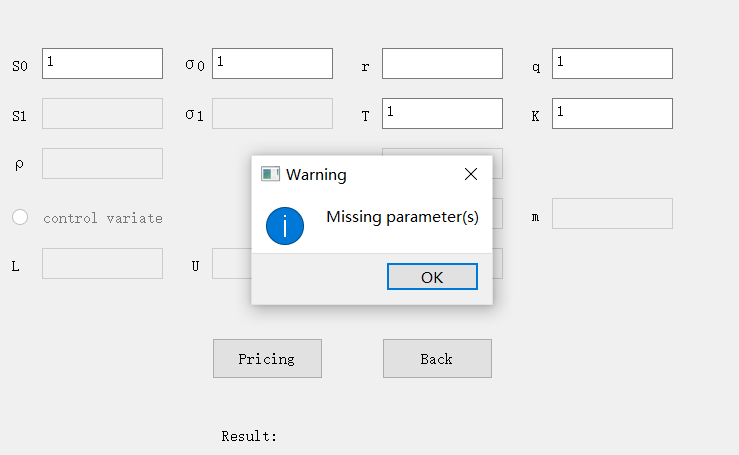 S0 1 σ0 1 r q 1
S1 σ1 T 1 K 1
ρ
Warning
Missing parameter(s)
OK
control variate m
L U
Pricing Back
Result: